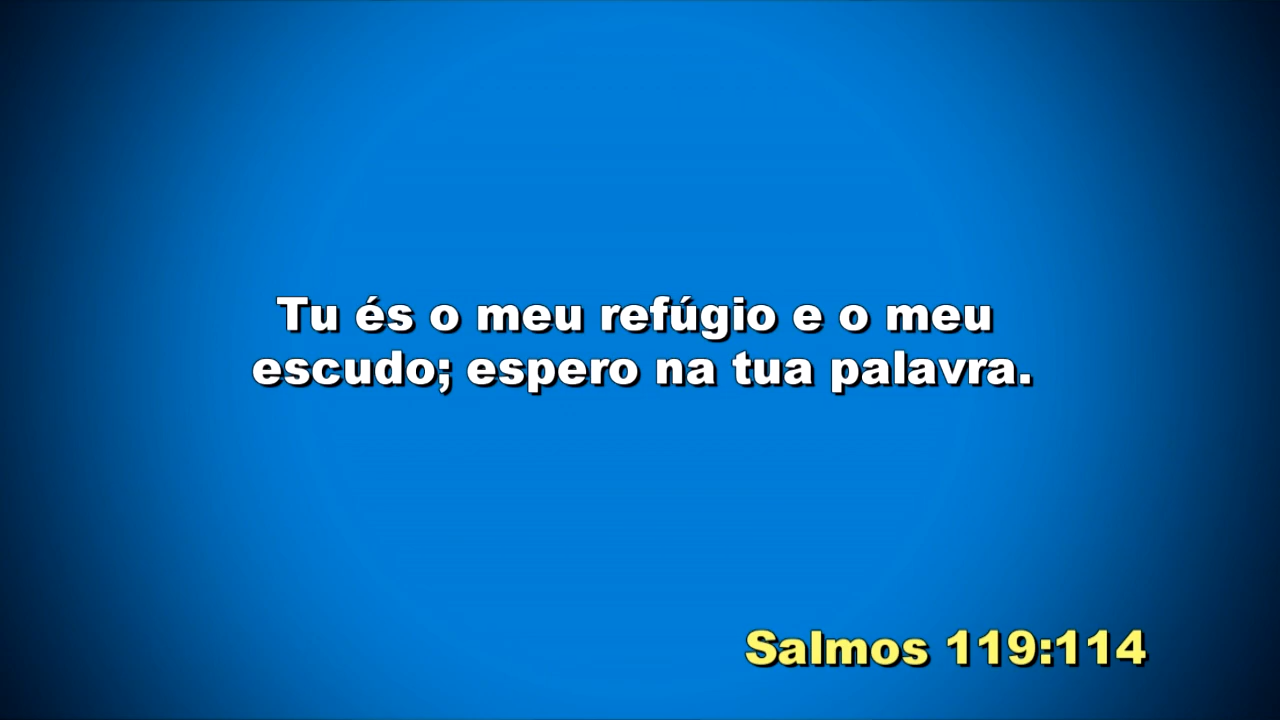 Tu és o meu refúgio e o meu
escudo; espero na tua palavra.
Salmos 119:114